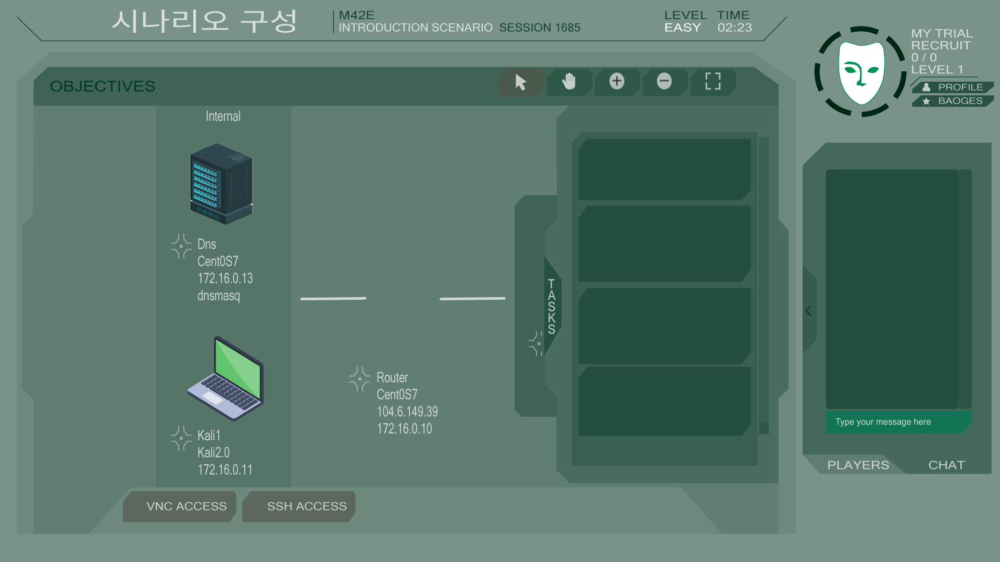 시나리오 구성
M42E
INTRODUCTION SCENARIO SESSION 1685
LEVEL TIME
EASY 02:23
MY TRIAL
RECRUIT
0 / 0
LEVEL 1
PROFILE
BAOGES
OBJECTIVES
Internal
Dns
Cent0S7
172.16.0.13
dnsmasq
Kali1
Kali2.0
172.16.0.11
Router
Cent0S7
104.6.149.39
172.16.0.10
TASKS
Type your message here
PLAYERS CHAT
VNC ACCESS SSH ACCESS